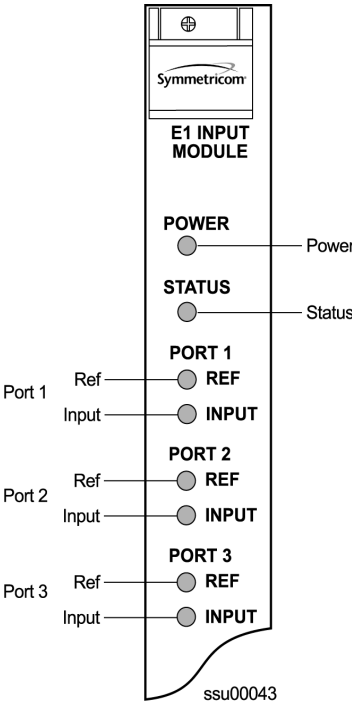 Symmetricom
E1 INPUT
MODULE
POWER
Power
STATUS
Status
PORT 1
Port 1
Ref
REF
Input
INPUT
PORT 2
Port 2
Ref
REF
Input
INPUT
PORT 3
Port 3
Ref
REF
Input
INPUT
ssu00043